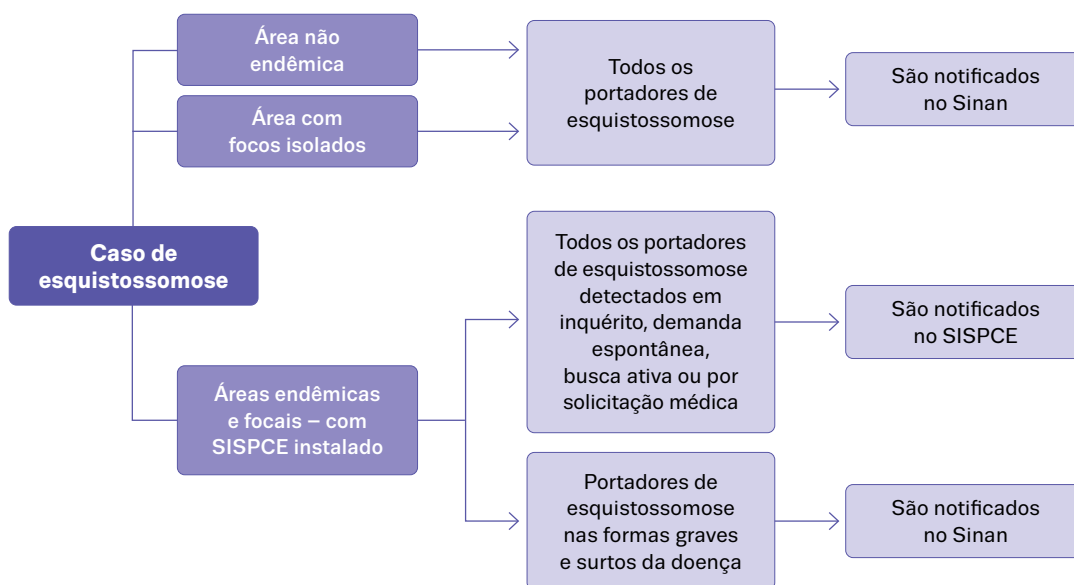 Área não
endêmica
Área com
focos isolados
Todos os
portadores de
esquistossomose
São notificados
no Sinan
Caso de
esquistossomose
Áreas endêmicas
e focais – com
SISPCE instalado
Todos os portadores
de esquistossomose
detectados em
inquérito, demanda
espontânea,
busca ativa ou por
solicitação médica
São notificados
no SISPCE
Portadores de
esquistossomose
nas formas graves
e surtos da doença
São notificados
no Sinan